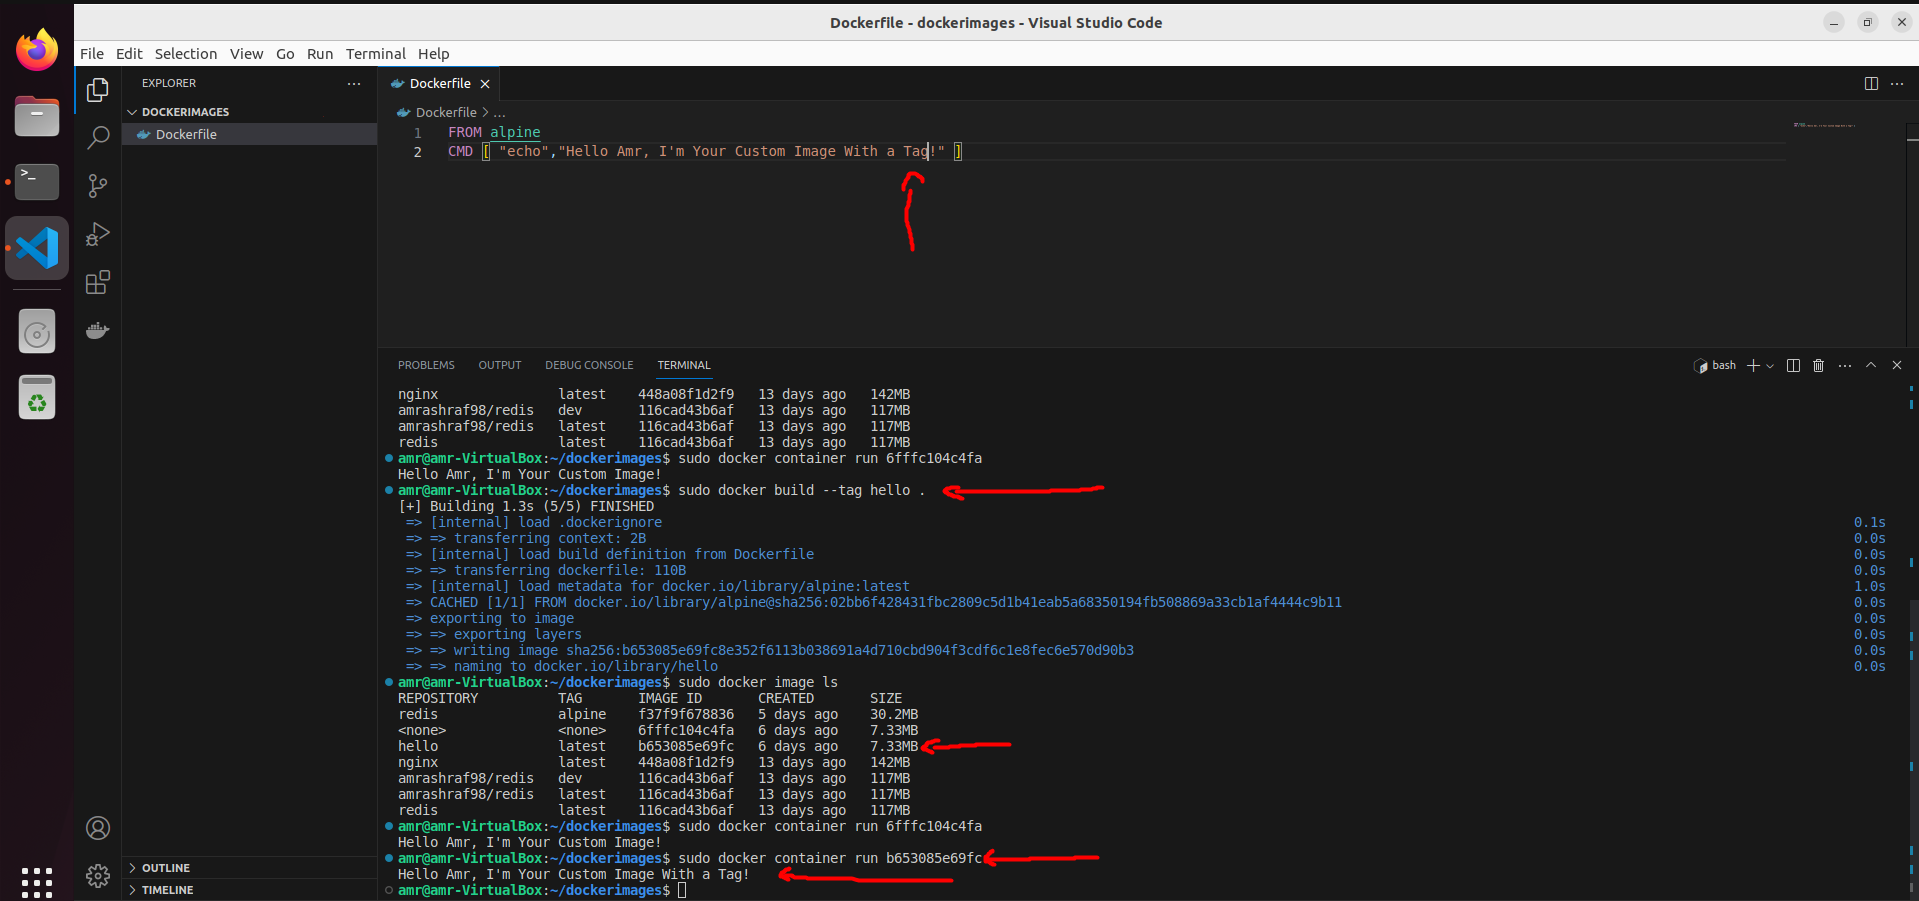 Dockerfile - dockerimages - Visual Studio Code
File Edit Selection View Go Run Terminal Help
EXPLORER
DOCKERIMAGES
Dockerfile
Dockerfile
Dockerfile > ...
1 FROM alpine
2 CMD [ "echo","Hello Amr, I'm Your Custom Image With a Tag!" ]
PROBLEMS OUTPUT DEBUG CONSOLE TERMINAL
bash
nginx latest 448a08f1d2f9 13 days ago 142MB
amrashraf98/redis dev 116cad43b6af 13 days ago 117MB
amrashraf98/redis latest 116cad43b6af 13 days ago 117MB
redis latest 116cad43b6af 13 days ago 117MB
amr@amr-VirtualBox:~/dockerimages$ sudo docker container run 6fffc104c4fa
Hello Amr, I'm Your Custom Image!
amr@amr-VirtualBox:~/dockerimages$ sudo docker build --tag hello .
[+] Building 1.3s (5/5) FINISHED
=> [internal] load .dockerignore 0.1s
=> => transferring context: 2B 0.0s
=> [internal] load build definition from Dockerfile 0.0s
=> => transferring dockerfile: 110B 0.0s
=> [internal] load metadata for docker.io/library/alpine:latest 1.0s
=> CACHED [1/1] FROM docker.io/library/alpine@sha256:02bb6f428431fbc2809c5d1b41eab5a68350194fb508869a33cb1af4444c9b11 0.0s
=> exporting to image 0.0s
=> => exporting layers 0.0s
=> => writing image sha256:b653085e69fc8e352f6113b038691a4d710cbd904f3cdf6c1e8fec6e570d90b3 0.0s
=> => naming to docker.io/library/hello 0.0s
amr@amr-VirtualBox:~/dockerimages$ sudo docker image ls
REPOSITORY TAG IMAGE ID CREATED SIZE
redis alpine f37f9f678836 5 days ago 30.2MB
<none> <none> 6fffc104c4fa 6 days ago 7.33MB
hello latest b653085e69fc 6 days ago 7.33MB
nginx latest 448a08f1d2f9 13 days ago 142MB
amrashraf98/redis dev 116cad43b6af 13 days ago 117MB
amrashraf98/redis latest 116cad43b6af 13 days ago 117MB
redis latest 116cad43b6af 13 days ago 117MB
amr@amr-VirtualBox:~/dockerimages$ sudo docker container run 6fffc104c4fa
Hello Amr, I'm Your Custom Image!
amr@amr-VirtualBox:~/dockerimages$ sudo docker container run b653085e69fc
Hello Amr, I'm Your Custom Image With a Tag!
amr@amr-VirtualBox:~/dockerimages$
OUTLINE
TIMELINE